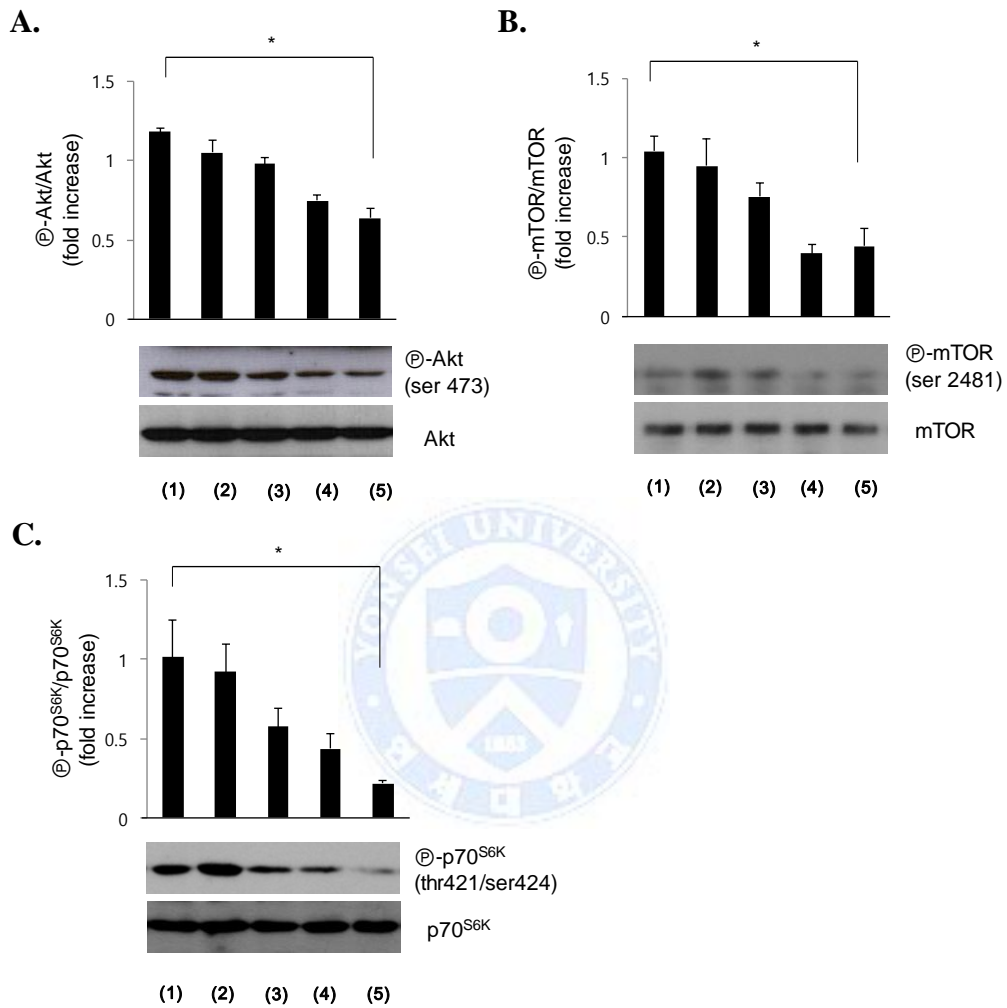 A.
*
1.5
1
0.5
0
Ⓟ-Akt/Akt
(fold increase)
Ⓟ-Akt
(ser 473)
Akt
(1) (2) (3) (4) (5)
B.
*
1.5
1
0.5
0
Ⓟ-mTOR/mTOR
(fold increase)
Ⓟ-mTOR
(ser 2481)
mTOR
(1) (2) (3) (4) (5)
C.
*
1.5
1
0.5
0
Ⓟ-p70S6K/p70S6K
(fold increase)
Ⓟ-p70S6K
(thr421/ser424)
p70S6K
(1) (2) (3) (4) (5)
YONSEI UNIVERSITY
1885